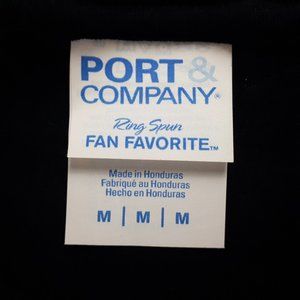 PORT &
COMPANY®
Ring Spun
FAN FAVORITE™
Made in Honduras
Fabriqué au Honduras
Hecho en Honduras
M | M | M